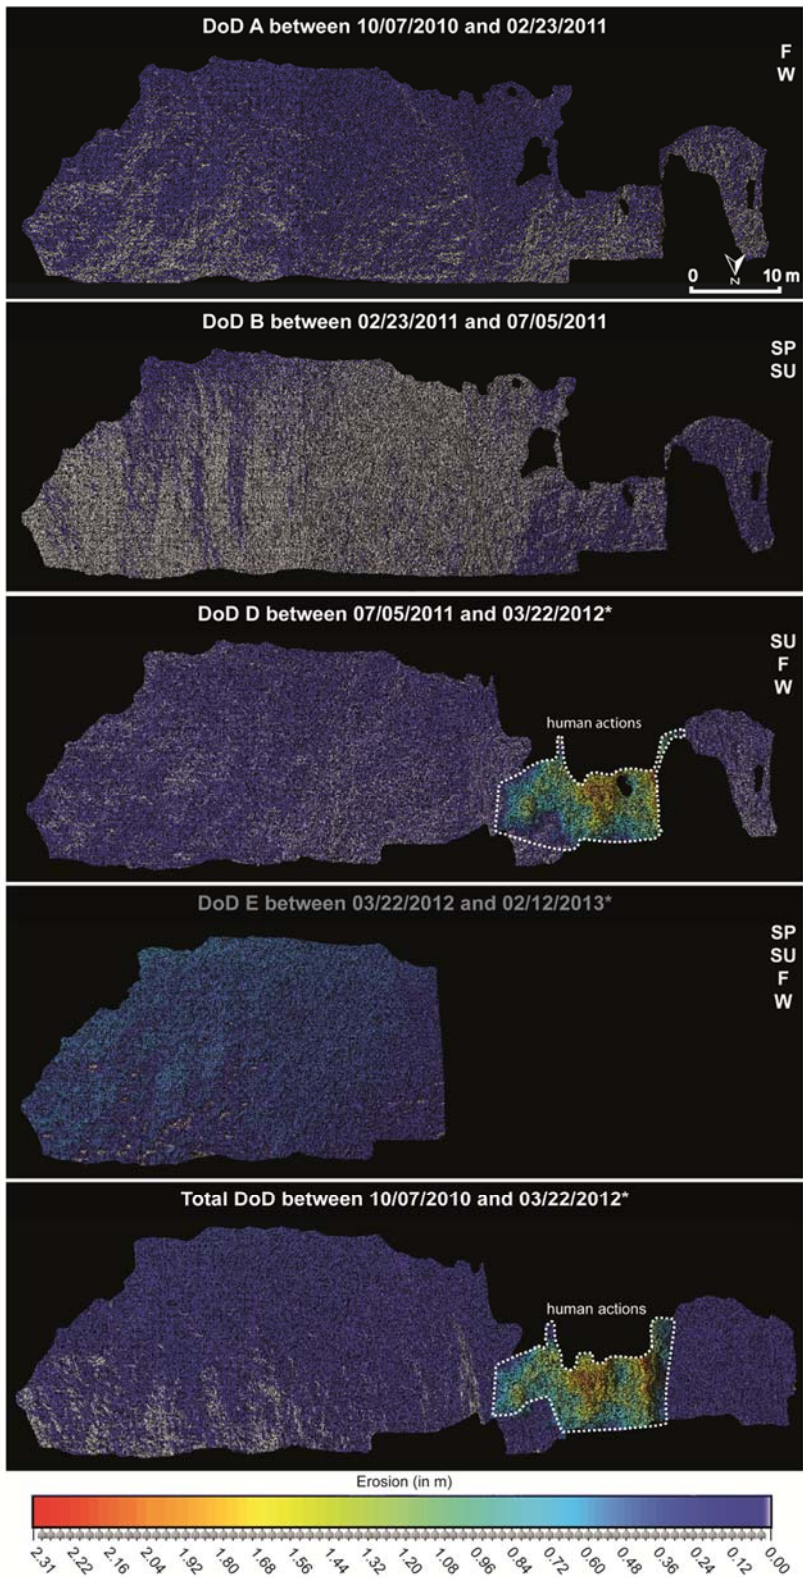 DoD A between 10/07/2010 and 02/23/2011
F
W
0 10 m
N
DoD B between 02/23/2011 and 07/05/2011
SP
SU
DoD D between 07/05/2011 and 03/22/2012*
SU
F
W
human actions
DoD E between 03/22/2012 and 02/12/2013*
SP
SU
F
W
Total DoD between 10/07/2010 and 03/22/2012*
human actions
Erosion (in m)
2.31 2.22 2.16 2.04 1.92 1.80 1.68 1.56 1.44 1.32 1.20 1.08 0.96 0.84 0.72 0.60 0.48 0.36 0.24 0.12 0.00